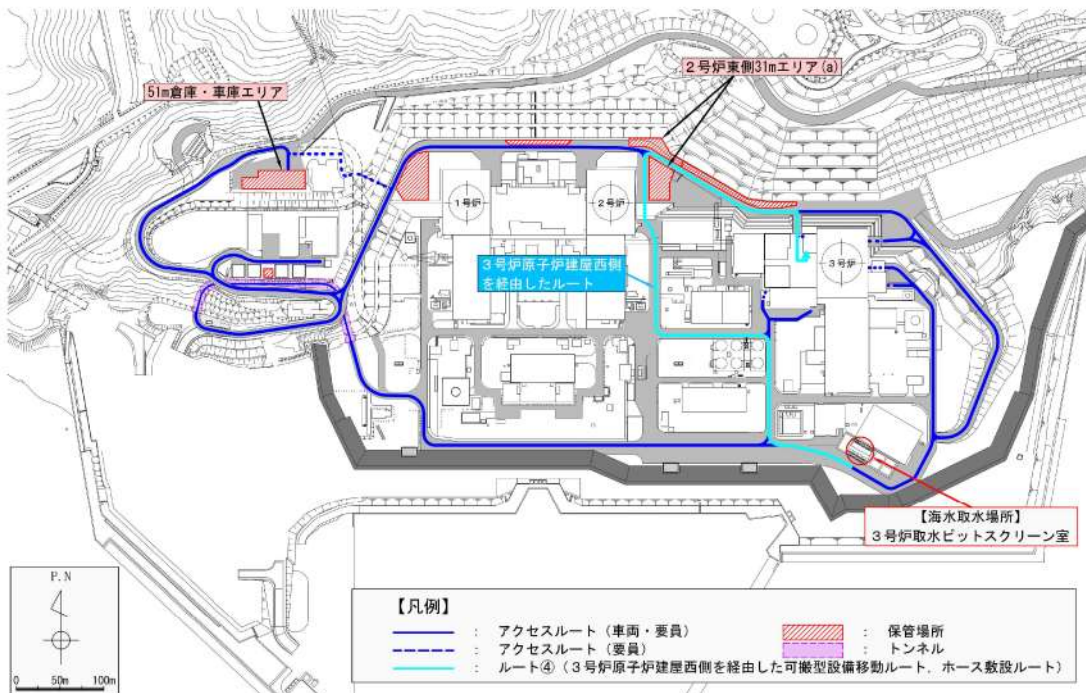 2号炉東側31mエリア(a)
51m倉庫・車庫エリア
1号炉
2号炉
3号炉
3号炉原子炉建屋西側
を経由したルート
【海水取水場所】
3号炉取水ピットスクリーン室
P.N
0 50m 100m
【凡例】
: アクセスルート(車両・要員)
: アクセスルート(要員)
: ルート④(3号炉原子炉建屋西側を経由した可搬型設備移動ルート,ホース敷設ルート)
: 保管場所
: トンネル